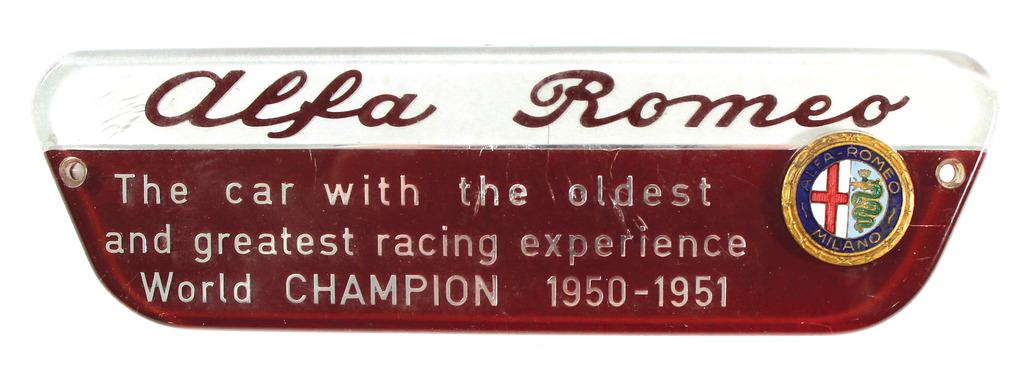 Alfa Romeo
The car with the oldest
and greatest racing experience
World CHAMPION 1950-1951
ALFA-ROMEO
MILANO